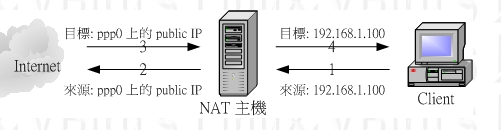 目標: ppp0 上的 public IP
目標: 192.168.1.100
3
4
Internet
2
1
來源: ppp0 上的 public IP
來源: 192.168.1.100
NAT 主機
Client